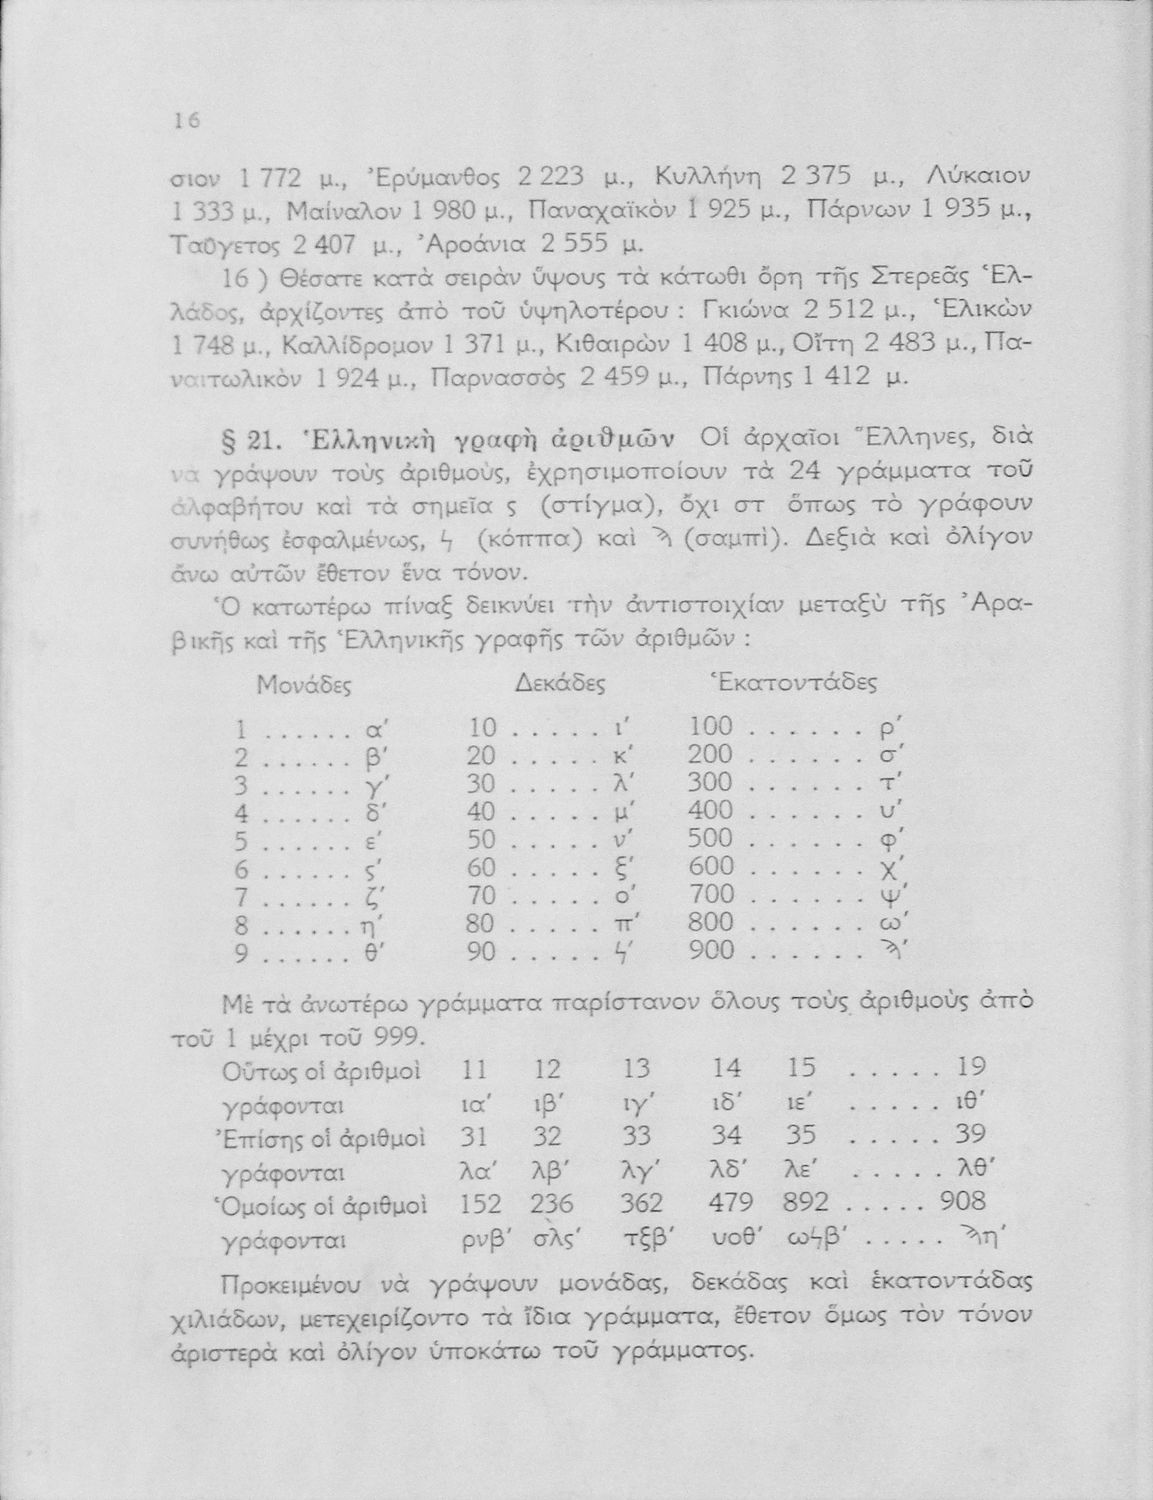 16
σιον 1 772 μ., Ἐρύμανθος 2 223 μ., Κυλλήνη 2 375 μ., Λύκαιον
1 333 μ., Μαίναλον 1 980 μ., Παναχαϊκὸν 1 925 μ., Πάρνων 1 935 μ.,
Ταΰγετος 2 407 μ., Ἀροάνια 2 555 μ.
16 ) Θέσατε κατὰ σειρὰν ὕψους τὰ κάτωθι ὄρη τῆς Στερεᾶς Ἑλ-
λάδος, ἀρχίζοντες ἀπὸ τοῦ ὑψηλοτέρου : Γκιώνα 2 512 μ., Ἑλικὼν
1 748 μ., Καλλίδρομον 1 371 μ., Κιθαιρὼν 1 408 μ., Οἴτη 2 483 μ., Πα-
ναιτωλικὸν 1 924 μ., Παρνασσὸς 2 459 μ., Πάρνης 1 412 μ.
§ 21. Ἑλληνικὴ γραφὴ ἀριθμῶν Οἱ ἀρχαῖοι Ἕλληνες, διὰ
νὰ γράψουν τοὺς ἀριθμοὺς, ἐχρησιμοποίουν τὰ 24 γράμματα τοῦ
ἀλφαβήτου καὶ τὰ σημεῖα ς (στίγμα), ὄχι στ ὅπως τὸ γράφουν
συνήθως ἐσφαλμένως, ϟ (κόππα) καὶ ϡ (σαμπὶ). Δεξιὰ καὶ ὀλίγον
ἄνω αὐτῶν ἔθετον ἕνα τόνον.
Ὁ κατωτέρω πίναξ δεικνύει τὴν ἀντιστοιχίαν μεταξὺ τῆς Ἀρα-
βικῆς καὶ τῆς Ἑλληνικῆς γραφῆς τῶν ἀριθμῶν :
Μονάδες Δεκάδες Ἑκατοντάδες
1 . . . . . . α′ 10 . . . . . ι′ 100 . . . . . . ρ′
2 . . . . . . β′ 20 . . . . . κ′ 200 . . . . . . σ′
3 . . . . . . γ′ 30 . . . . . λ′ 300 . . . . . . τ′
4 . . . . . . δ′ 40 . . . . . μ′ 400 . . . . . . υ′
5 . . . . . . ε′ 50 . . . . . ν′ 500 . . . . . . φ′
6 . . . . . . ς′ 60 . . . . . ξ′ 600 . . . . . . χ′
7 . . . . . . ζ′ 70 . . . . . ο′ 700 . . . . . . ψ′
8 . . . . . . η′ 80 . . . . . π′ 800 . . . . . . ω′
9 . . . . . . θ′ 90 . . . . . ϟ′ 900 . . . . . . ϡ′
Μὲ τὰ ἀνωτέρω γράμματα παρίστανον ὅλους τοὺς ἀριθμοὺς ἀπὸ
τοῦ 1 μέχρι τοῦ 999.
Οὕτως οἱ ἀριθμοὶ 11 12 13 14 15 . . . . . 19
γράφονται ια′ ιβ′ ιγ′ ιδ′ ιε′ . . . . . ιθ′
Ἐπίσης οἱ ἀριθμοὶ 31 32 33 34 35 . . . . . 39
γράφονται λα′ λβ′ λγ′ λδ′ λε′ . . . . . λθ′
Ὁμοίως οἱ ἀριθμοὶ 152 236 362 479 892 . . . . . 908
γράφονται ρνβ′ σλς′ τξβ′ υοθ′ ωϟβ′ . . . . . ϡη′
Προκειμένου νὰ γράψουν μονάδας, δεκάδας καὶ ἑκατοντάδας
χιλιάδων, μετεχειρίζοντο τὰ ἴδια γράμματα, ἔθετον ὅμως τὸν τόνον
ἀριστερὰ καὶ ὀλίγον ὑποκάτω τοῦ γράμματος.